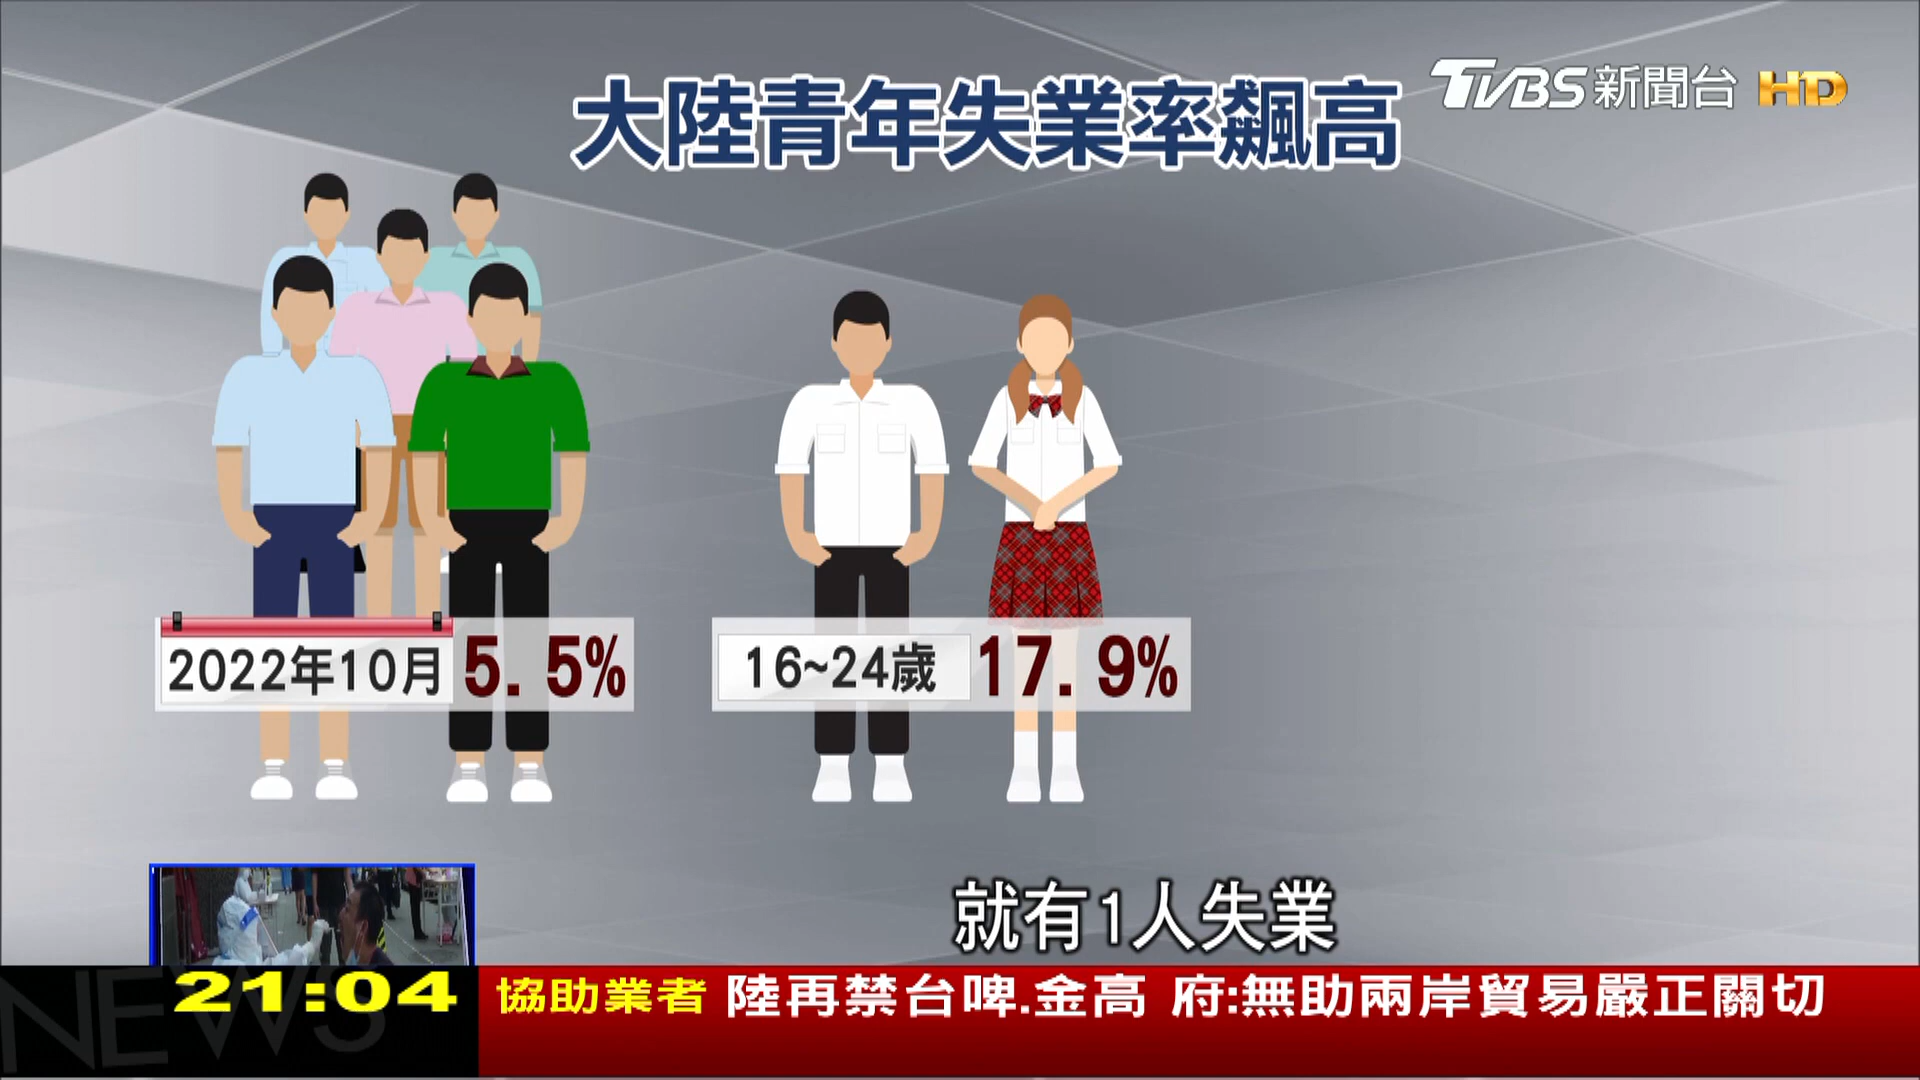 大陸青年失業率飆高
TVBS新聞台 HD
2022年10月 5.5%
16~24歲 17.9%
就有1人失業
NEWS
21:04
協助業者 陸再禁台啤.金高 府:無助兩岸貿易嚴正關切